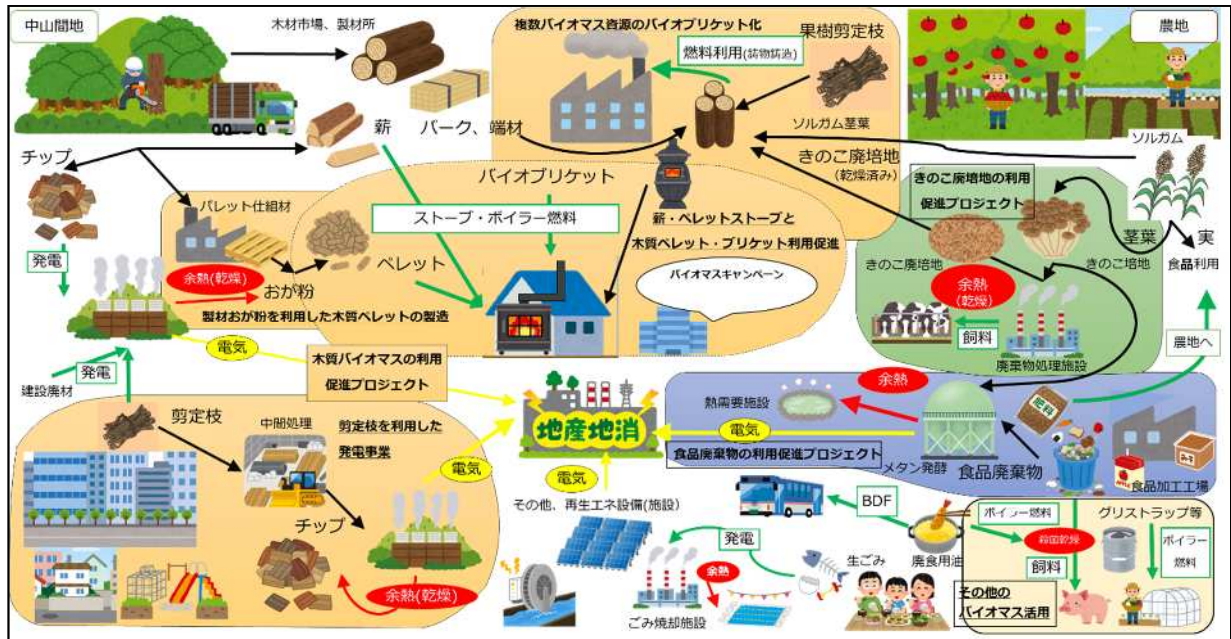 中山間地
木材市場、製材所
複数バイオマス資源のバイオブリケット化
果樹剪定枝
農地
燃料利用(鋳物鋳造)
薪
バーク、端材
ソルガム茎葉
ソルガム
チップ
きのこ廃培地
(乾燥済み)
バイオブリケット
きのこ廃培地の利用
促進プロジェクト
パレット仕組材
ストーブ・ボイラー燃料
薪・ペレットストーブと
木質ペレット・ブリケット利用促進
茎葉
実
発電
ペレット
きのこ廃培地
きのこ培地
食品利用
余熱(乾燥)
おが粉
バイオマスキャンペーン
余熱
(乾燥)
製材おが粉を利用した木質ペレットの製造
飼料
農地へ
電気
廃棄物処理施設
木質バイオマスの利用
促進プロジェクト
建設廃材
発電
余熱
剪定枝
中間処理
剪定枝を利用した
発電事業
熱需要施設
肥料
地産地消
電気
電気
食品廃棄物の利用促進プロジェクト
メタン発酵
食品廃棄物
食品加工工場
電気
その他、再生エネ設備(施設)
BDF
ボイラー燃料
グリストラップ等
チップ
発電
生ごみ
廃食用油
殺菌乾燥
ボイラー
燃料
飼料
余熱
余熱(乾燥)
ごみ焼却施設
その他の
バイオマス活用